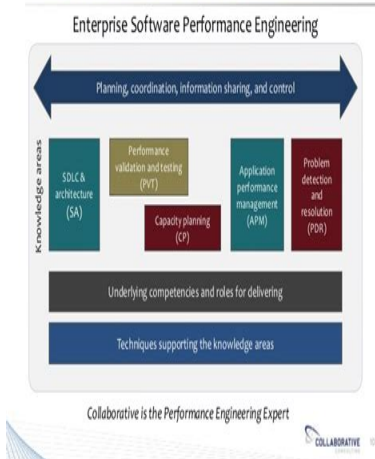 Enterprise Software Performance Engineering
Planning, coordination, information sharing, and control
Knowledge areas
SDLC &
architecture
(SA)
Performance
validation and testing
(PVT)
Capacity planning
(CP)
Application
performance
management
(APM)
Problem
detection
and
resolution
(PDR)
Underlying competencies and roles for delivering
Techniques supporting the knowledge areas
Collaborative is the Performance Engineering Expert
COLLABORATIVE
CONSULTING